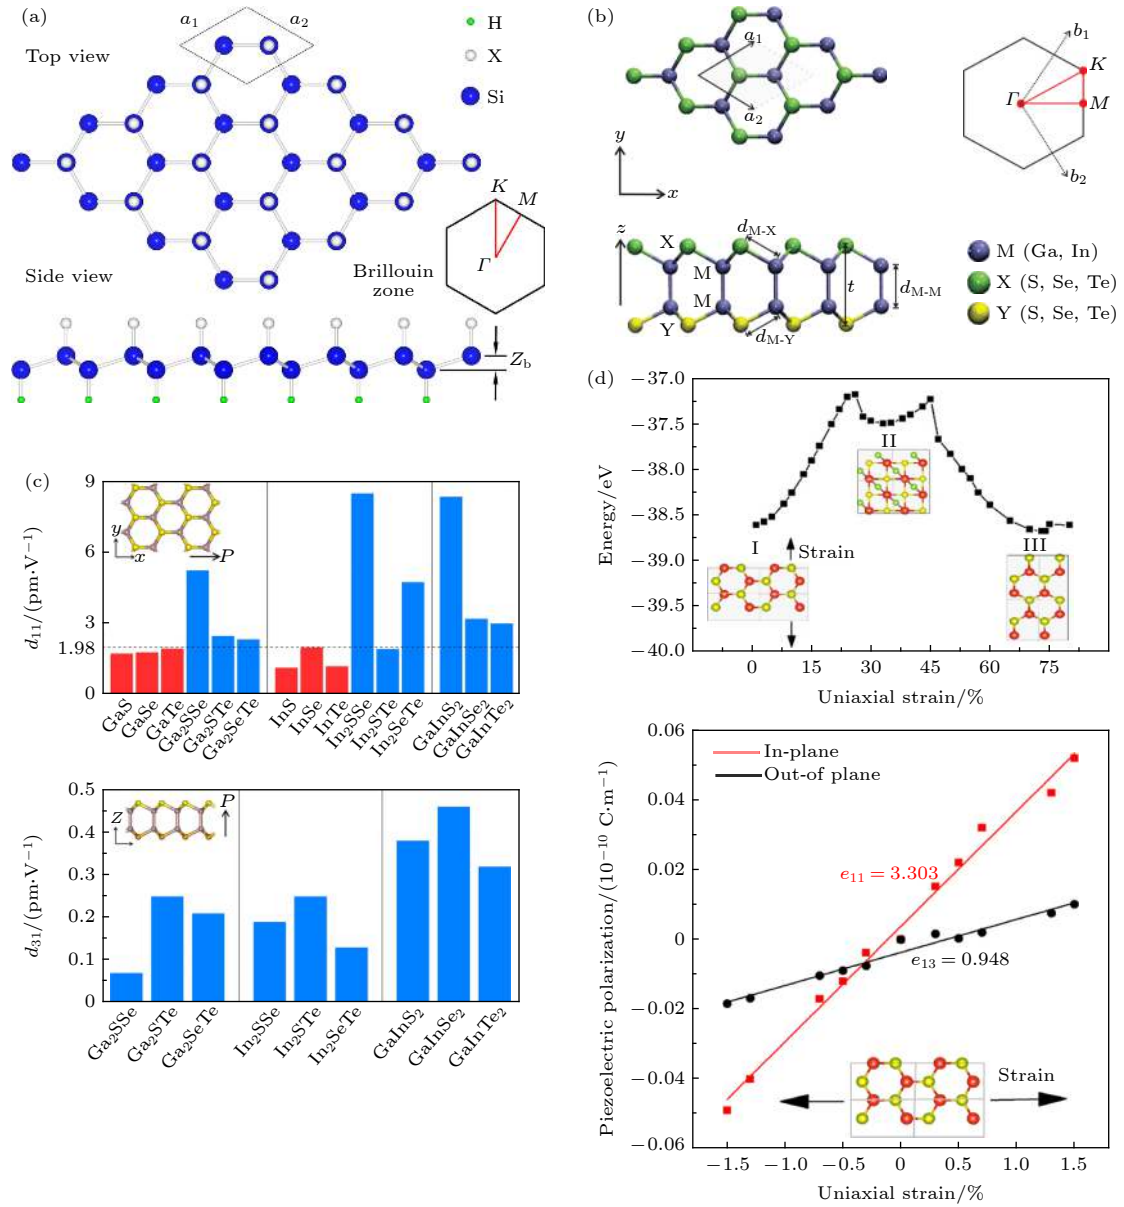 (a)
a₁
a₂
Top view
H
X
Si
K
M
Γ
Brillouin
zone
Side view
Z_b
(b)
a₁
a₂
b₁
K
Γ
M
b₂
y
x
z
X
d_M-X
M
M
t
d_M-M
Y
d_M-Y
M (Ga, In)
X (S, Se, Te)
Y (S, Se, Te)
(c)
d₁₁/(pm·V⁻¹)
9
6
3
1.98
0
y
x
P
GaS
GaSe
GaTe
Ga₂SSe
Ga₂STe
Ga₂SeTe
InS
InSe
InTe
In₂SSe
In₂STe
In₂SeTe
GaInS₂
GaInSe₂
GaInTe₂
d₃₁/(pm·V⁻¹)
0.5
0.4
0.3
0.2
0.1
0
Z
P
Ga₂SSe
Ga₂STe
Ga₂SeTe
In₂SSe
In₂STe
In₂SeTe
GaInS₂
GaInSe₂
GaInTe₂
(d)
Energy/eV
−37.0
−37.5
−38.0
−38.5
−39.0
−39.5
−40.0
II
I
Strain
III
0
15
30
45
60
75
Uniaxial strain/%
Piezoelectric polarization/(10⁻¹⁰ C·m⁻¹)
0.06
0.04
0.02
0
−0.02
−0.04
−0.06
In-plane
Out-of plane
e₁₁ = 3.303
e₁₃ = 0.948
Strain
−1.5
−1.0
−0.5
0
0.5
1.0
1.5
Uniaxial strain/%